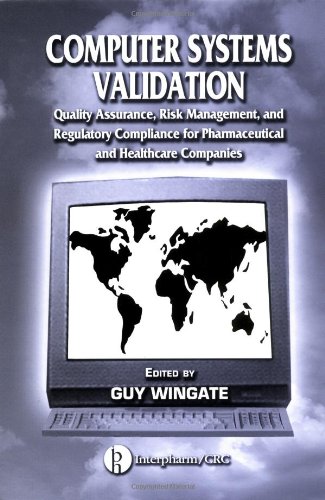 COMPUTER SYSTEMS
VALIDATION
Quality Assurance, Risk Management, and
Regulatory Compliance for Pharmaceutical
and Healthcare Companies
EDITED BY
GUY WINGATE
Interpharm/CRC